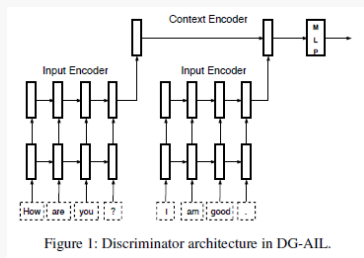 Context Encoder
M
L
P
Input Encoder Input Encoder
How are you ? I am good .
Figure 1: Discriminator architecture in DG-AIL.